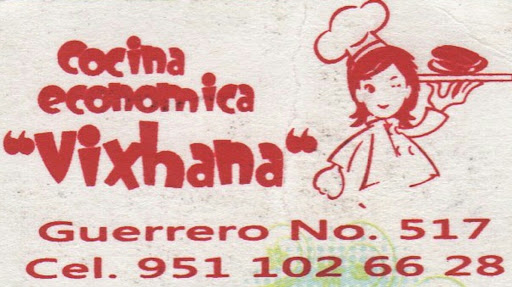 Cocina
economica
“Vixhana“
Guerrero No. 517
Cel. 951 102 66 28